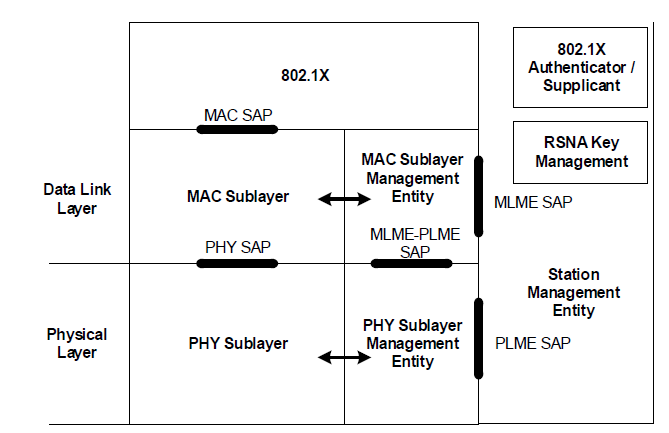 802.1X
802.1X
Authenticator /
Supplicant
MAC SAP
RSNA Key
Management
Data Link
Layer
MAC Sublayer
MAC Sublayer
Management
Entity
MLME SAP
PHY SAP
MLME-PLME
SAP
Station
Management
Entity
Physical
Layer
PHY Sublayer
PHY Sublayer
Management
Entity
PLME SAP